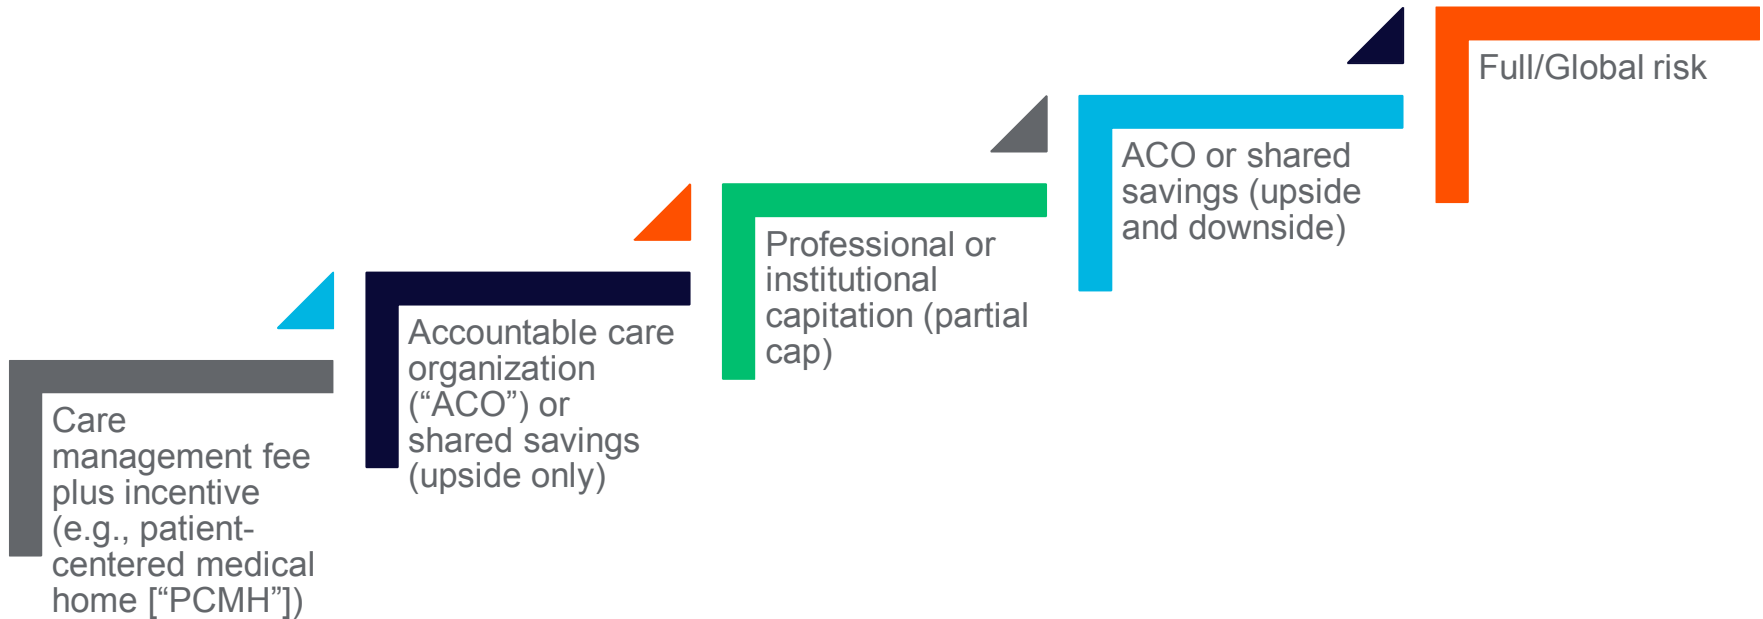 Care
management fee
plus incentive
(e.g., patient-
centered medical
home [“PCMH”])
Accountable care
organization
(“ACO”) or
shared savings
(upside only)
Professional or
institutional
capitation (partial
cap)
ACO or shared
savings (upside
and downside)
Full/Global risk